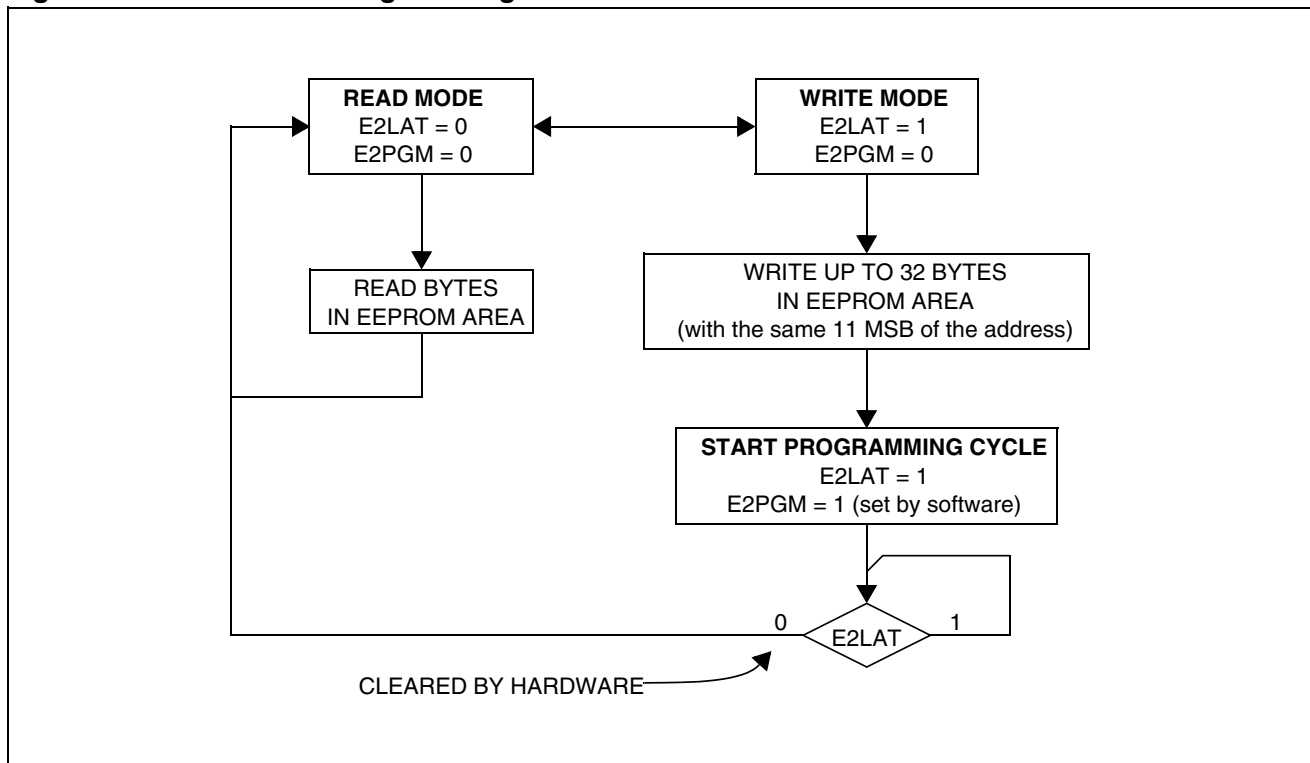 READ MODE
E2LAT = 0
E2PGM = 0
WRITE MODE
E2LAT = 1
E2PGM = 0
READ BYTES
IN EEPROM AREA
WRITE UP TO 32 BYTES
IN EEPROM AREA
(with the same 11 MSB of the address)
START PROGRAMMING CYCLE
E2LAT = 1
E2PGM = 1 (set by software)
0
E2LAT
1
CLEARED BY HARDWARE